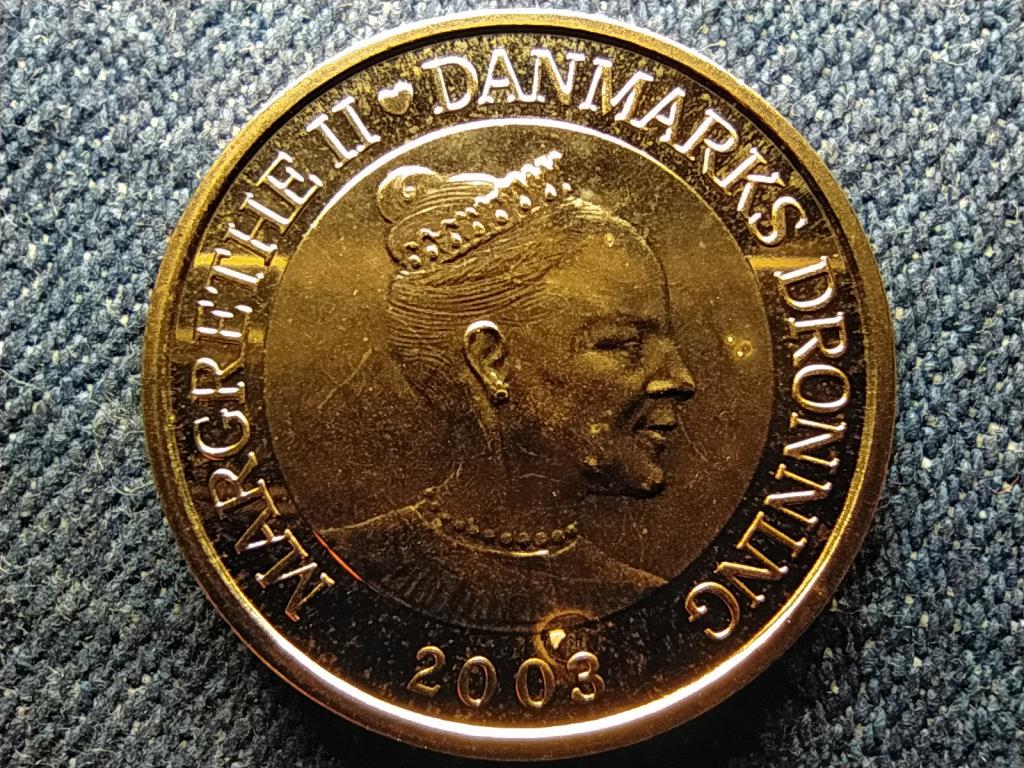 MARGRETHE II ♥ DANMARKS DRONNING
2003